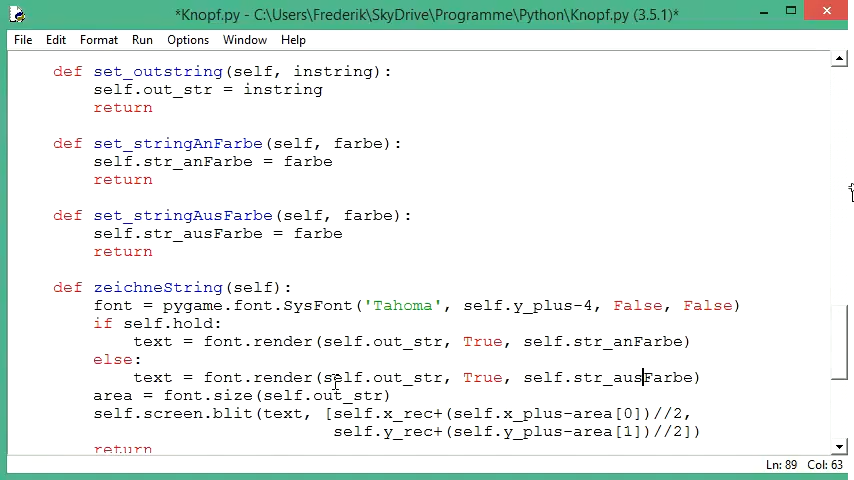 *Knopf.py - C:\Users\Frederik\SkyDrive\Programme\Python\Knopf.py (3.5.1)*
File Edit Format Run Options Window Help
def set_outstring(self, instring):
self.out_str = instring
return
def set_stringAnFarbe(self, farbe):
self.str_anFarbe = farbe
return
def set_stringAusFarbe(self, farbe):
self.str_ausFarbe = farbe
return
def zeichneString(self):
font = pygame.font.SysFont('Tahoma', self.y_plus-4, False, False)
if self.hold:
text = font.render(self.out_str, True, self.str_anFarbe)
else:
text = font.render(self.out_str, True, self.str_ausFarbe)
area = font.size(self.out_str)
self.screen.blit(text, [self.x_rec+(self.x_plus-area[0])//2,
self.y_rec+(self.y_plus-area[1])//2])
return
Ln: 89 Col: 63